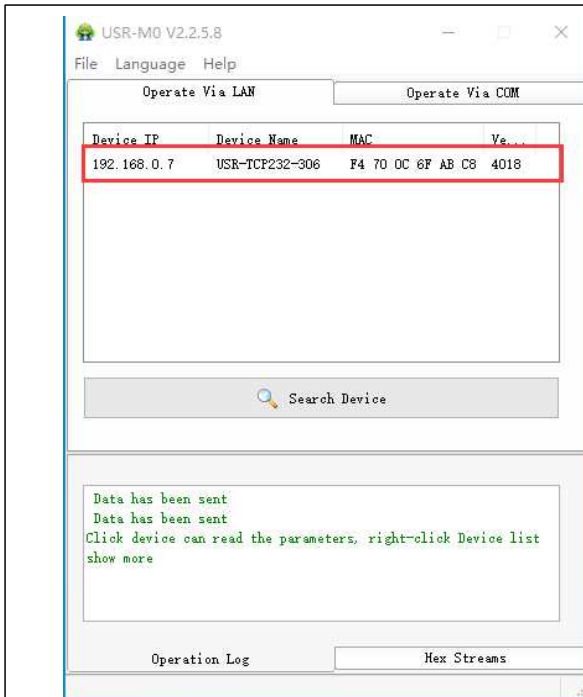 USR-M0 V2.2.5.8
File Language Help
Operate Via LAN Operate Via COM
Device IP Device Name MAC Ve...
192.168.0.7 USR-TCP232-306 F4 70 0C 6F AB C8 4018
Search Device
Data has been sent
Data has been sent
Click device can read the parameters, right-click Device list
show more
Operation Log Hex Streams